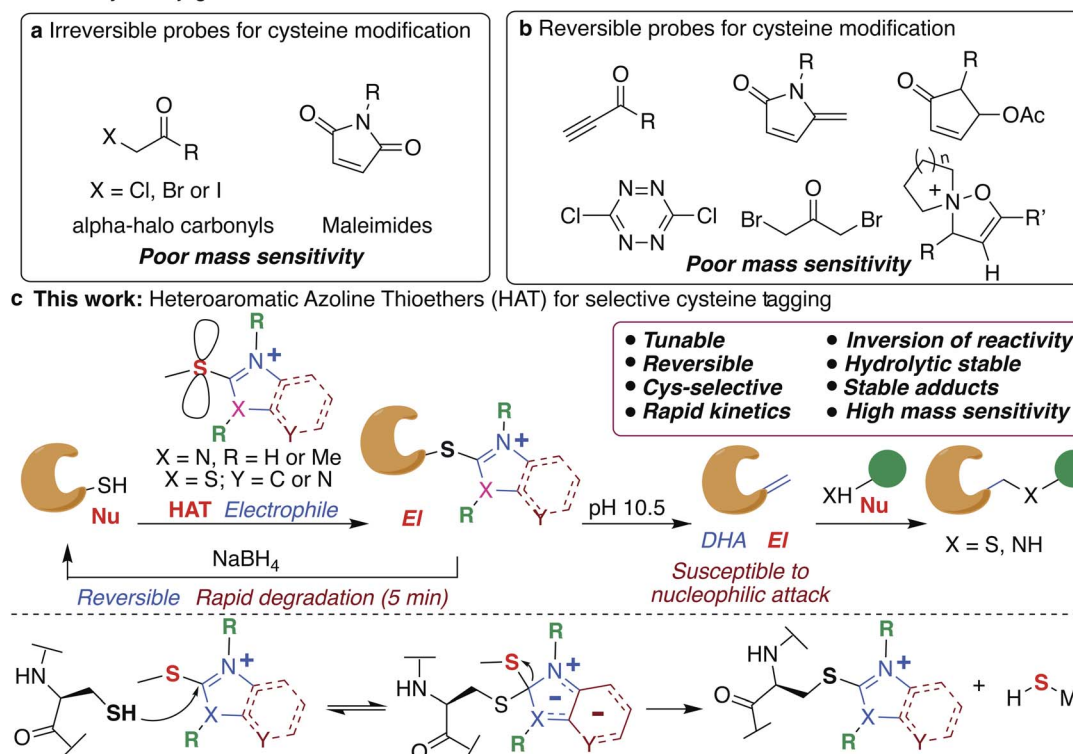 a Irreversible probes for cysteine modification
O
X
R
X = Cl, Br or I
alpha-halo carbonyls
R
O
N
O
Maleimides
Poor mass sensitivity
b Reversible probes for cysteine modification
O
R
R
O
N
R
O
OAc
N N
Cl Cl
N N
O
Br Br
n
+
N O
R'
R
H
Poor mass sensitivity
c This work: Heteroaromatic Azoline Thioethers (HAT) for selective cysteine tagging
R
S N +
X
R Y
X = N, R = H or Me
X = S; Y = C or N
SH
Nu
HAT Electrophile
R
S N +
X
R Y
El
NaBH4
Reversible Rapid degradation (5 min)
• Tunable
• Reversible
• Cys-selective
• Rapid kinetics
• Inversion of reactivity
• Hydrolytic stable
• Stable adducts
• High mass sensitivity
pH 10.5
DHA El
Susceptible to
nucleophilic attack
XH
Nu
X
X = S, NH
HN
SH
O
R
S N +
X
R Y
HN
O
S
S
R
N +
–
X –
R Y
HN
O
S
R
N +
X
R Y
+
H S M